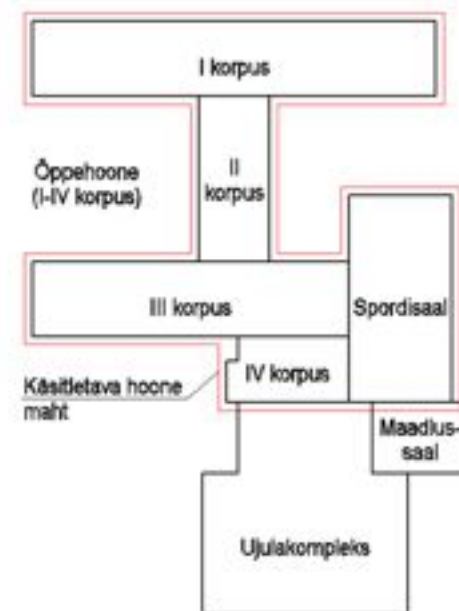 I korpus
Õppehoone
(I-IV korpus)
II
korpus
III korpus
Spordisaal
IV korpus
Käsitletava hoone
maht
Maadlus-
saal
Ujulakompleks